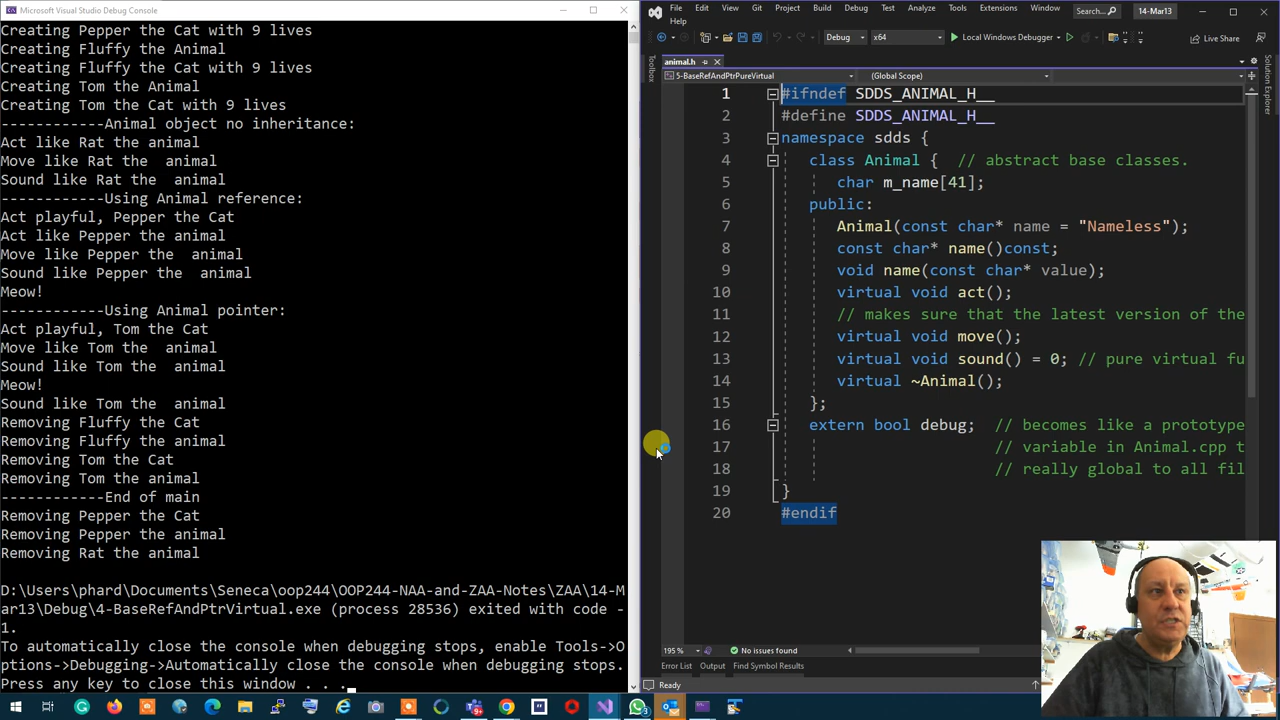 Microsoft Visual Studio Debug Console
Creating Pepper the Cat with 9 lives
Creating Fluffy the Animal
Creating Fluffy the Cat with 9 lives
Creating Tom the Animal
Creating Tom the Cat with 9 lives
------------Animal object no inheritance:
Act like Rat the animal
Move like Rat the  animal
Sound like Rat the  animal
------------Using Animal reference:
Act playful, Pepper the Cat
Act like Pepper the animal
Move like Pepper the  animal
Sound like Pepper the  animal
Meow!
------------Using Animal pointer:
Act playful, Tom the Cat
Move like Tom the  animal
Sound like Tom the  animal
Meow!
Sound like Tom the  animal
Removing Fluffy the Cat
Removing Fluffy the animal
Removing Tom the Cat
Removing Tom the animal
------------End of main
Removing Pepper the Cat
Removing Pepper the animal
Removing Rat the animal
D:\Users\phard\Documents\Seneca\oop244\OOP244-NAA-and-ZAA-Notes\ZAA\14-M
ar13\Debug\4-BaseRefAndPtrVirtual.exe (process 28536) exited with code -
1.
To automatically close the console when debugging stops, enable Tools->O
ptions->Debugging->Automatically close the console when debugging stops.
Press any key to close this window . . .
File Edit View Git Project Build Debug Test Analyze Tools Extensions Window
Help
Search...
14-Mar13
Debug x64 Local Windows Debugger Live Share
Toolbox
animal.h
5-BaseRefAndPtrPureVirtual (Global Scope)
Solution Explorer
1 #ifndef SDDS_ANIMAL_H__
2 #define SDDS_ANIMAL_H__
3 namespace sdds {
4 class Animal {  // abstract base classes.
5 char m_name[41];
6 public:
7 Animal(const char* name = "Nameless");
8 const char* name()const;
9 void name(const char* value);
10 virtual void act();
11 // makes sure that the latest version of the
12 virtual void move();
13 virtual void sound() = 0; // pure virtual fu
14 virtual ~Animal();
15 };
16 extern bool debug;  // becomes like a prototype
17 // variable in Animal.cpp t
18 // really global to all fil
19 }
20 #endif
195 % No issues found
Error List Output Find Symbol Results
Ready